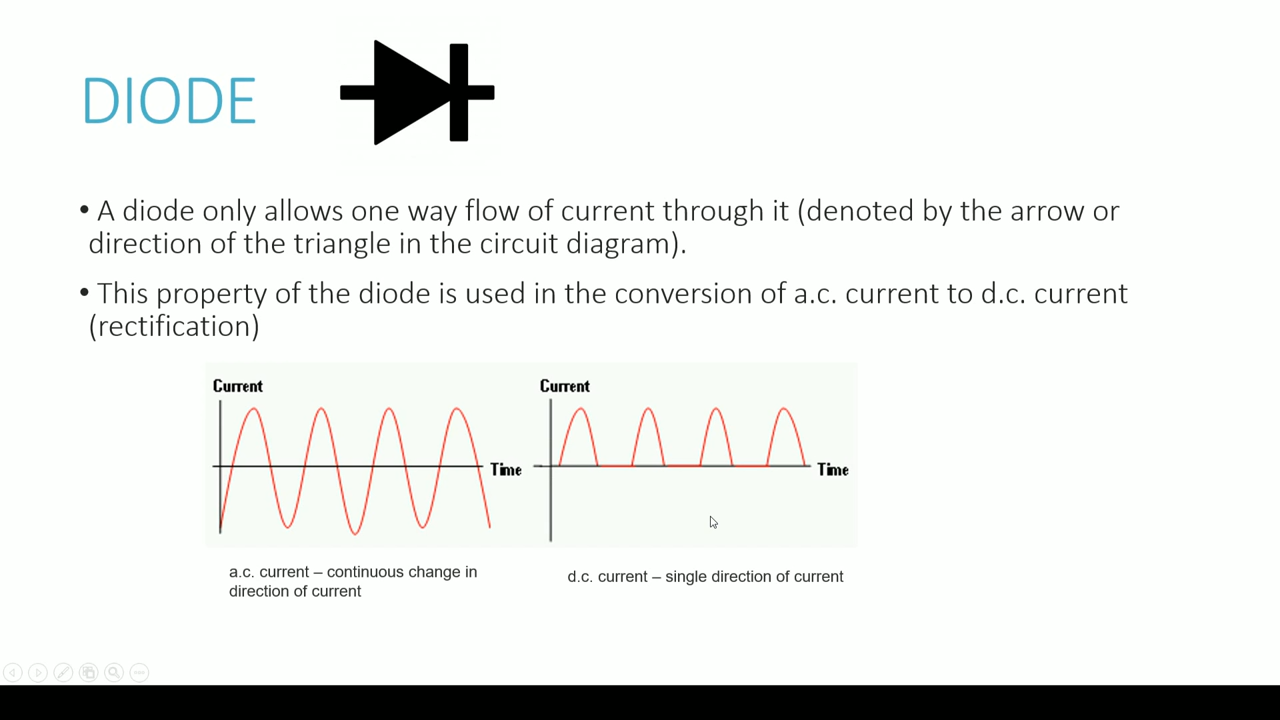 DIODE
• A diode only allows one way flow of current through it (denoted by the arrow or
direction of the triangle in the circuit diagram).
• This property of the diode is used in the conversion of a.c. current to d.c. current
(rectification)
Current
Time
Current
Time
a.c. current – continuous change in
direction of current
d.c. current – single direction of current